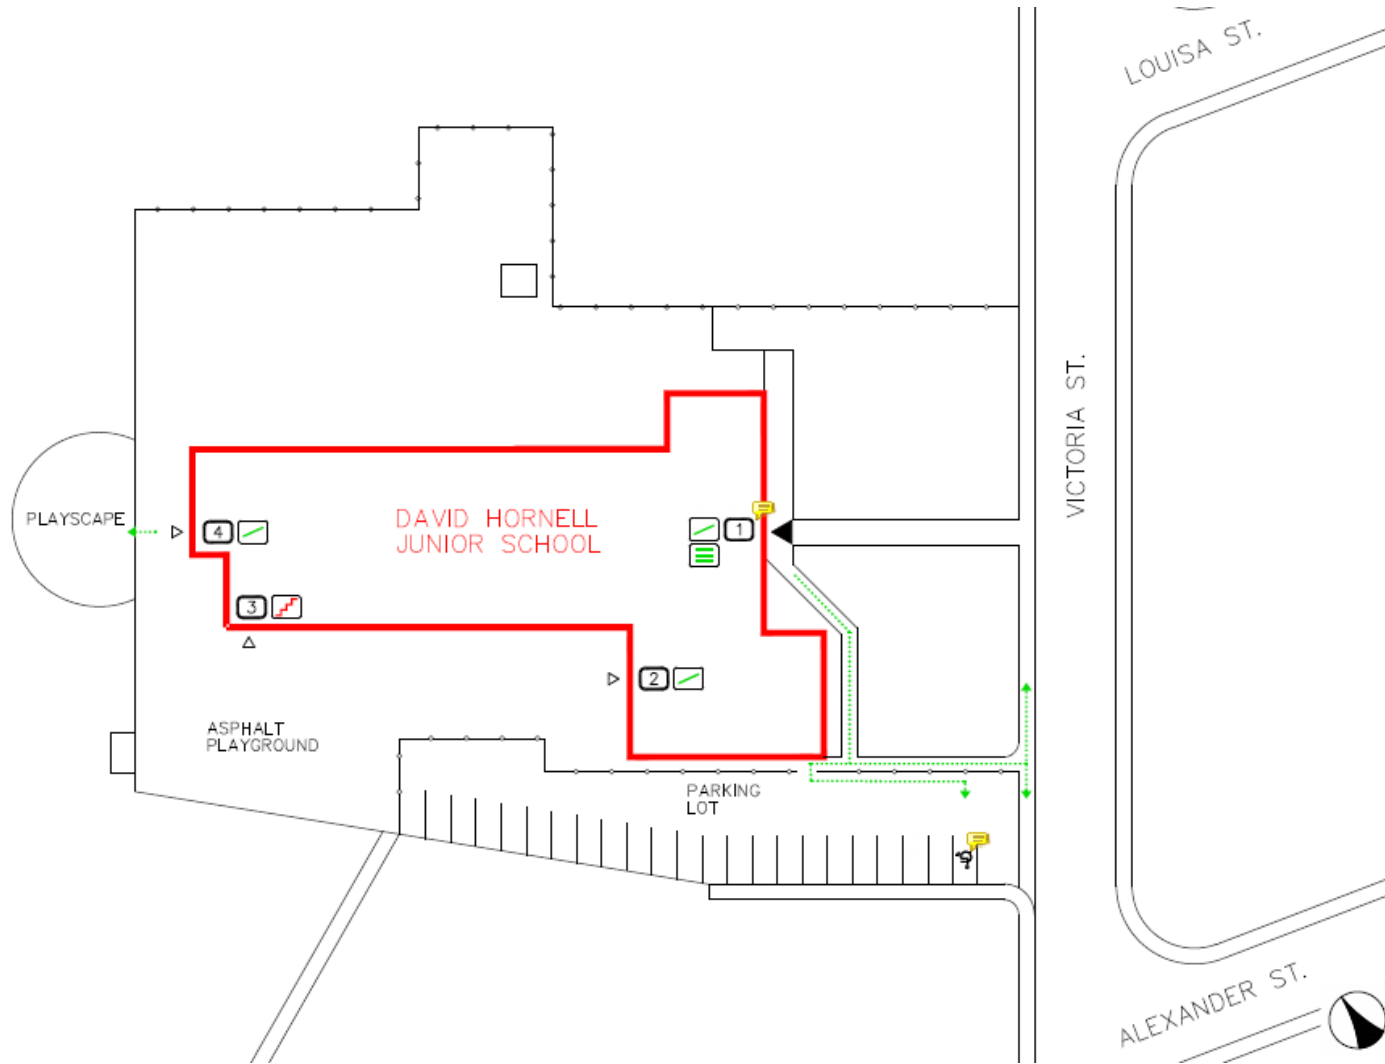 LOUISA ST.
VICTORIA ST.
PLAYSCAPE
4
DAVID HORNELL
JUNIOR SCHOOL
1
3
2
ASPHALT
PLAYGROUND
PARKING
LOT
ALEXANDER ST.